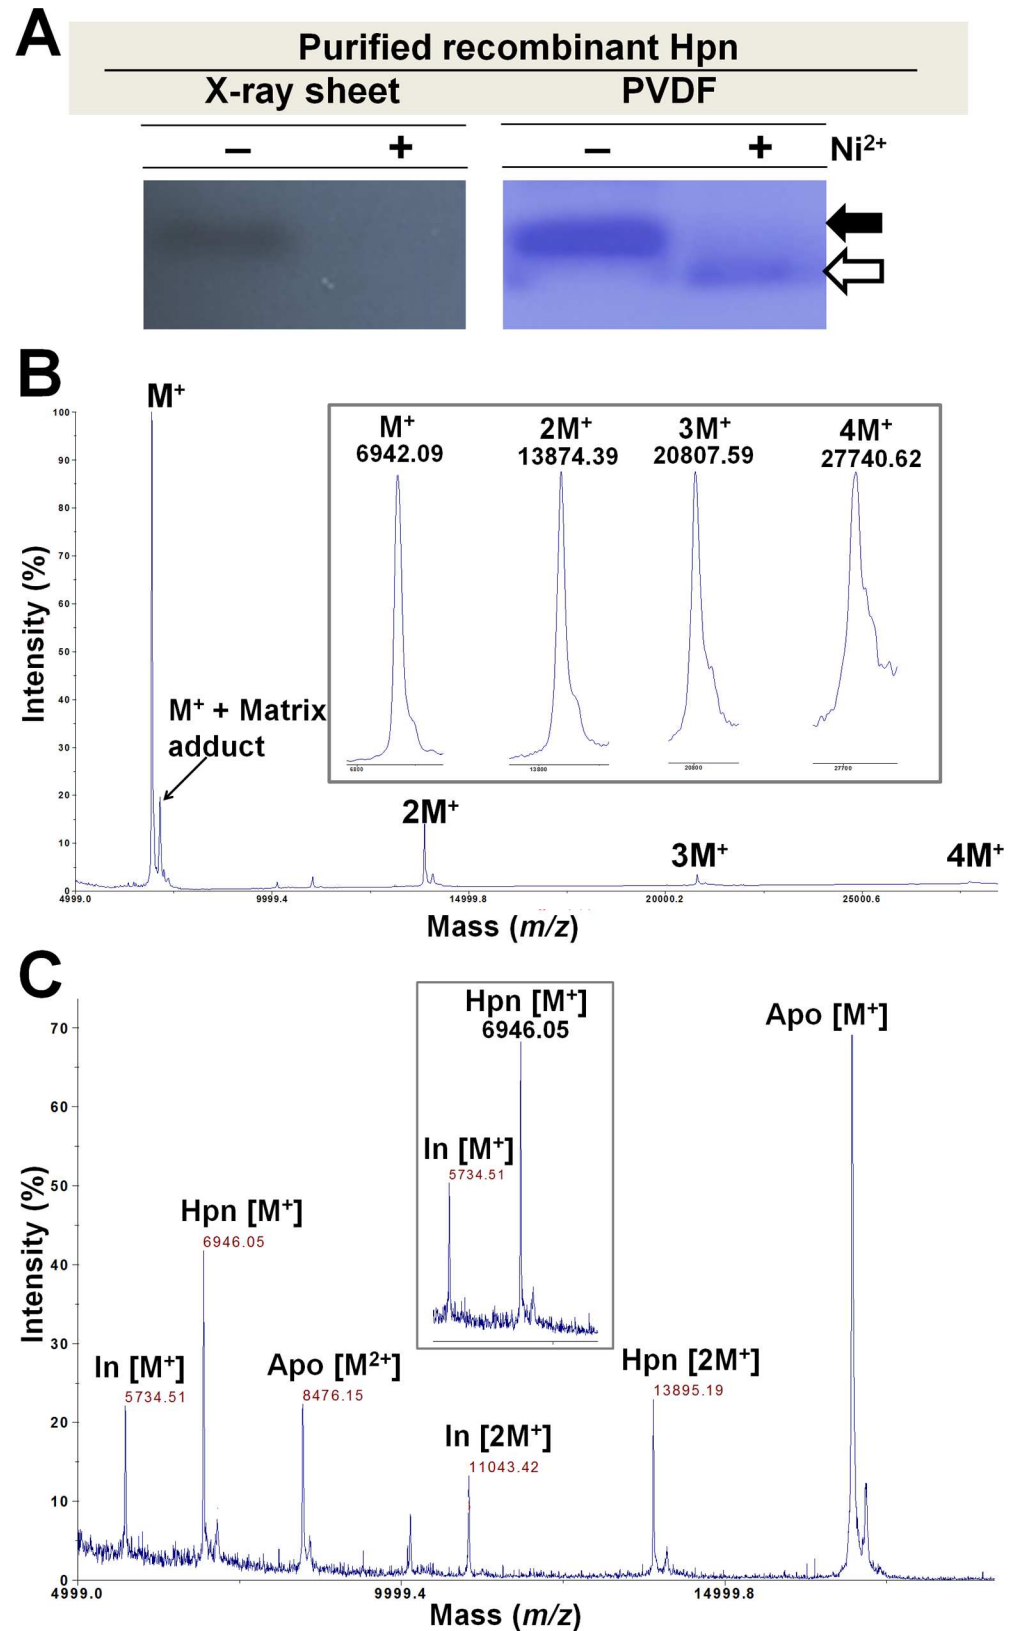 A
Purified recombinant Hpn
X-ray sheet PVDF
– + – + Ni²⁺
B
M⁺
100
90
80
70
60
50
40
30
20
10
0
Intensity (%)
M⁺ 2M⁺ 3M⁺ 4M⁺
6942.09 13874.39 20807.59 27740.62
6800 13800 20800 27700
M⁺ + Matrix
adduct
2M⁺ 3M⁺ 4M⁺
4999.0 9999.4 14999.8 20000.2 25000.6
Mass (m/z)
C
70
60
50
40
30
20
10
0
Intensity (%)
Hpn [M⁺]
6946.05
In [M⁺]
5734.51
Apo [M⁺]
Hpn [M⁺]
6946.05
In [M⁺]
5734.51
Apo [M²⁺]
8476.15
In [2M⁺]
11043.42
Hpn [2M⁺]
13895.19
4999.0 9999.4 14999.8
Mass (m/z)